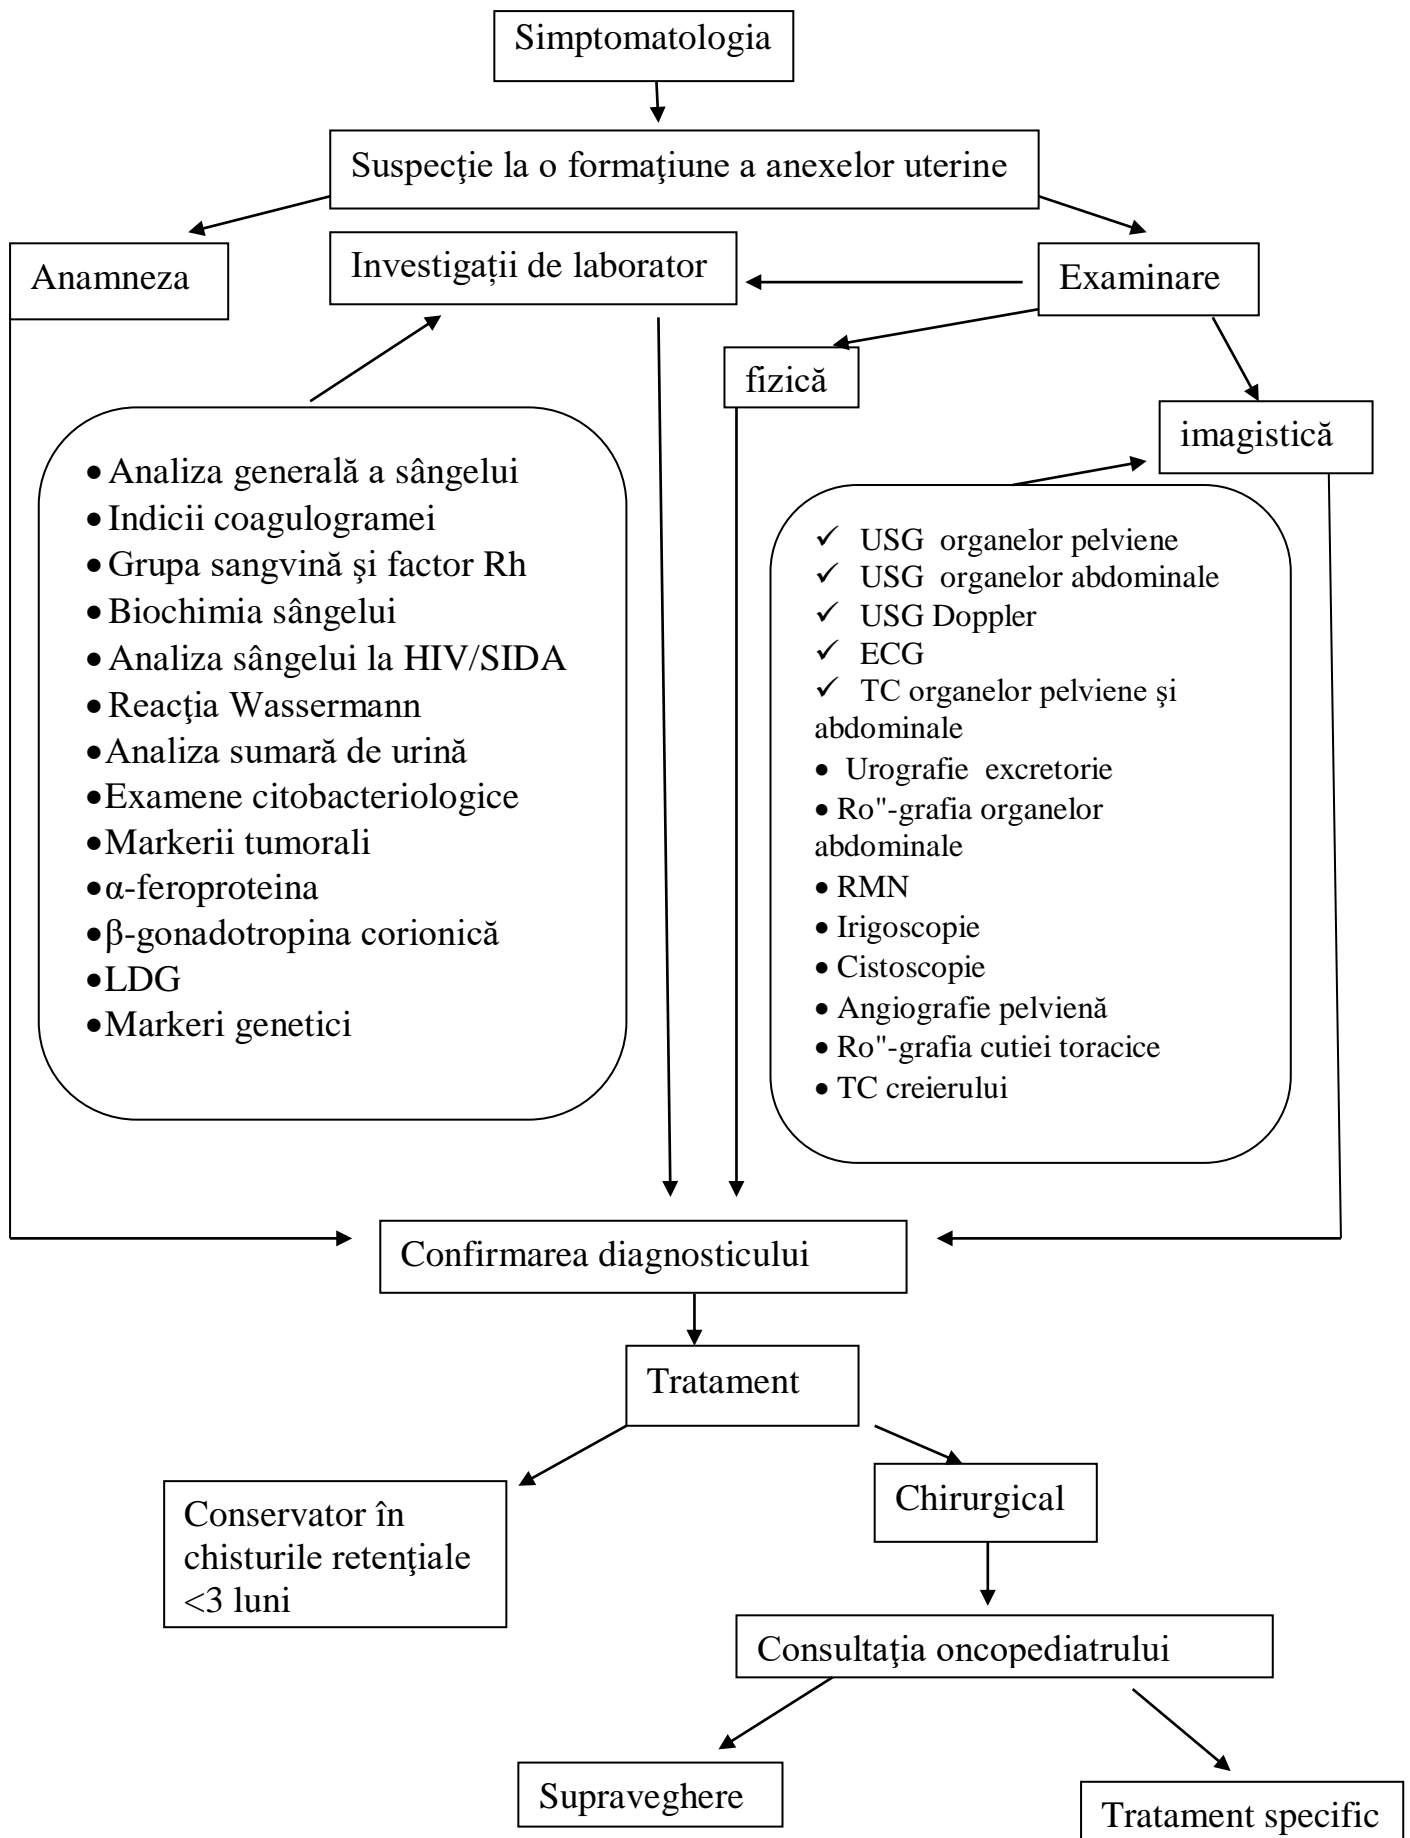 Simptomatologia
Suspecţie la o formaţiune a anexelor uterine
Anamneza
Investigații de laborator
Examinare
fizică
imagistică
• Analiza generală a sângelui
• Indicii coagulogramei
• Grupa sangvină şi factor Rh
• Biochimia sângelui
• Analiza sângelui la HIV/SIDA
• Reacţia Wassermann
• Analiza sumară de urină
• Examene citobacteriologice
• Markerii tumorali
• α-feroproteina
• β-gonadotropina corionică
• LDG
• Markeri genetici
✓ USG organelor pelviene
✓ USG organelor abdominale
✓ USG Doppler
✓ ECG
✓ TC organelor pelviene şi
abdominale
• Urografie excretorie
• Ro"-grafia organelor
abdominale
• RMN
• Irigoscopie
• Cistoscopie
• Angiografie pelvienă
• Ro"-grafia cutiei toracice
• TC creierului
Confirmarea diagnosticului
Tratament
Conservator în
chisturile retenţiale
<3 luni
Chirurgical
Consultaţia oncopediatrului
Supraveghere
Tratament specific